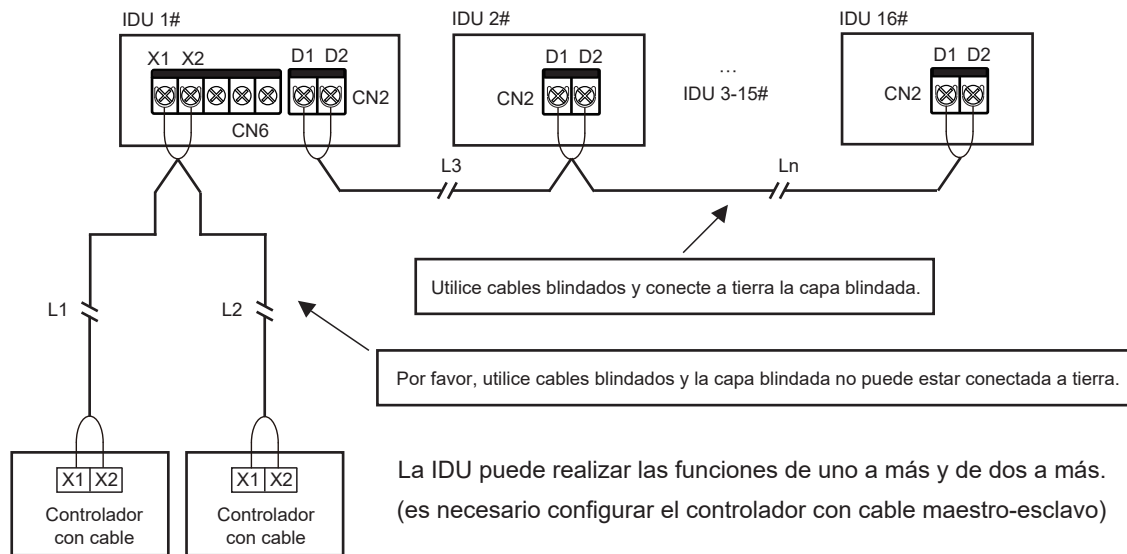 IDU 1#
IDU 2#
IDU 16#
X1 X2
D1 D2
CN2
CN6
D1 D2
CN2
...
IDU 3-15#
D1 D2
CN2
L3
Ln
Utilice cables blindados y conecte a tierra la capa blindada.
L1
L2
Por favor, utilice cables blindados y la capa blindada no puede estar conectada a tierra.
X1 X2
Controlador
con cable
X1 X2
Controlador
con cable
La IDU puede realizar las funciones de uno a más y de dos a más.
(es necesario configurar el controlador con cable maestro-esclavo)